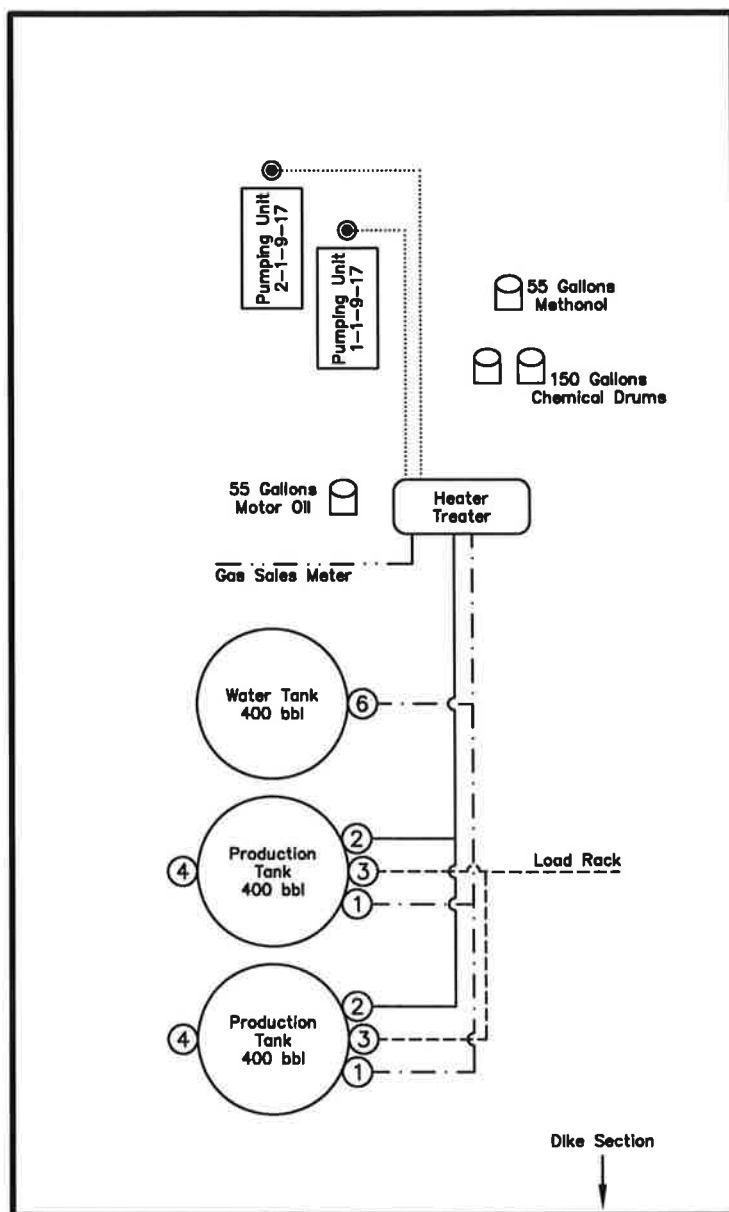 Pumping Unit
2-1-9-17
Pumping Unit
1-1-9-17
55 Gallons
Methonol
150 Gallons
Chemical Drums
55 Gallons
Motor Oil
Heater
Treater
Gas Sales Meter
Water Tank
400 bbl
6
2
Production
Tank
400 bbl
4
3
Load Rack
1
2
Production
Tank
400 bbl
4
3
1
Dike Section